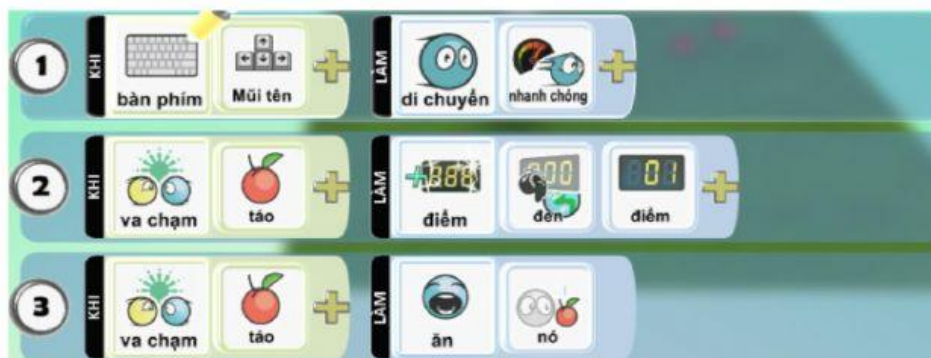 1 KHI bàn phím Mũi tên LÀM di chuyển nhanh chóng
2 KHI va chạm táo LÀM điểm đen 01 điểm
3 KHI va chạm táo LÀM ăn nó